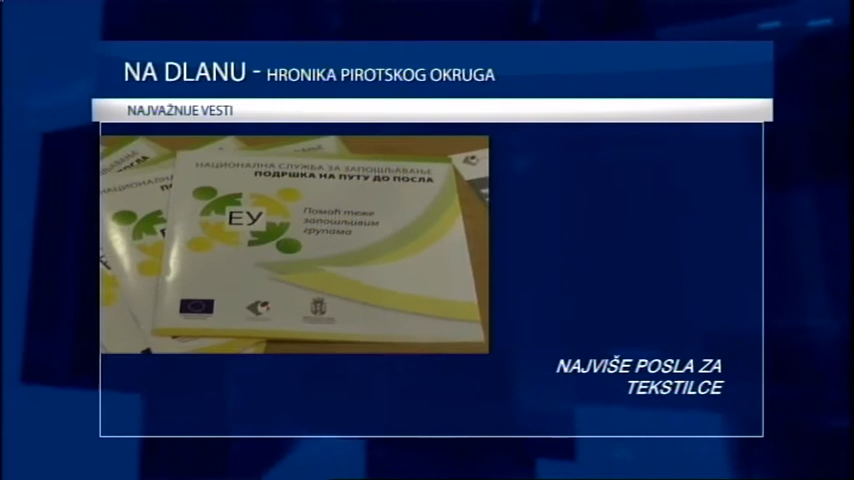 NA DLANU - HRONIKA PIROTSKOG OKRUGA
NAJVAŽNIJE VESTI
НАЦИОНАЛНА СЛУЖБА ЗА ЗАПОШЉАВАЊЕ
ПОДРШКА НА ПУТУ ДО ПОСЛА
ЕУ
Помоћ теже
запошљивим
групама
NAJVIŠE POSLA ZA
TEKSTILCE